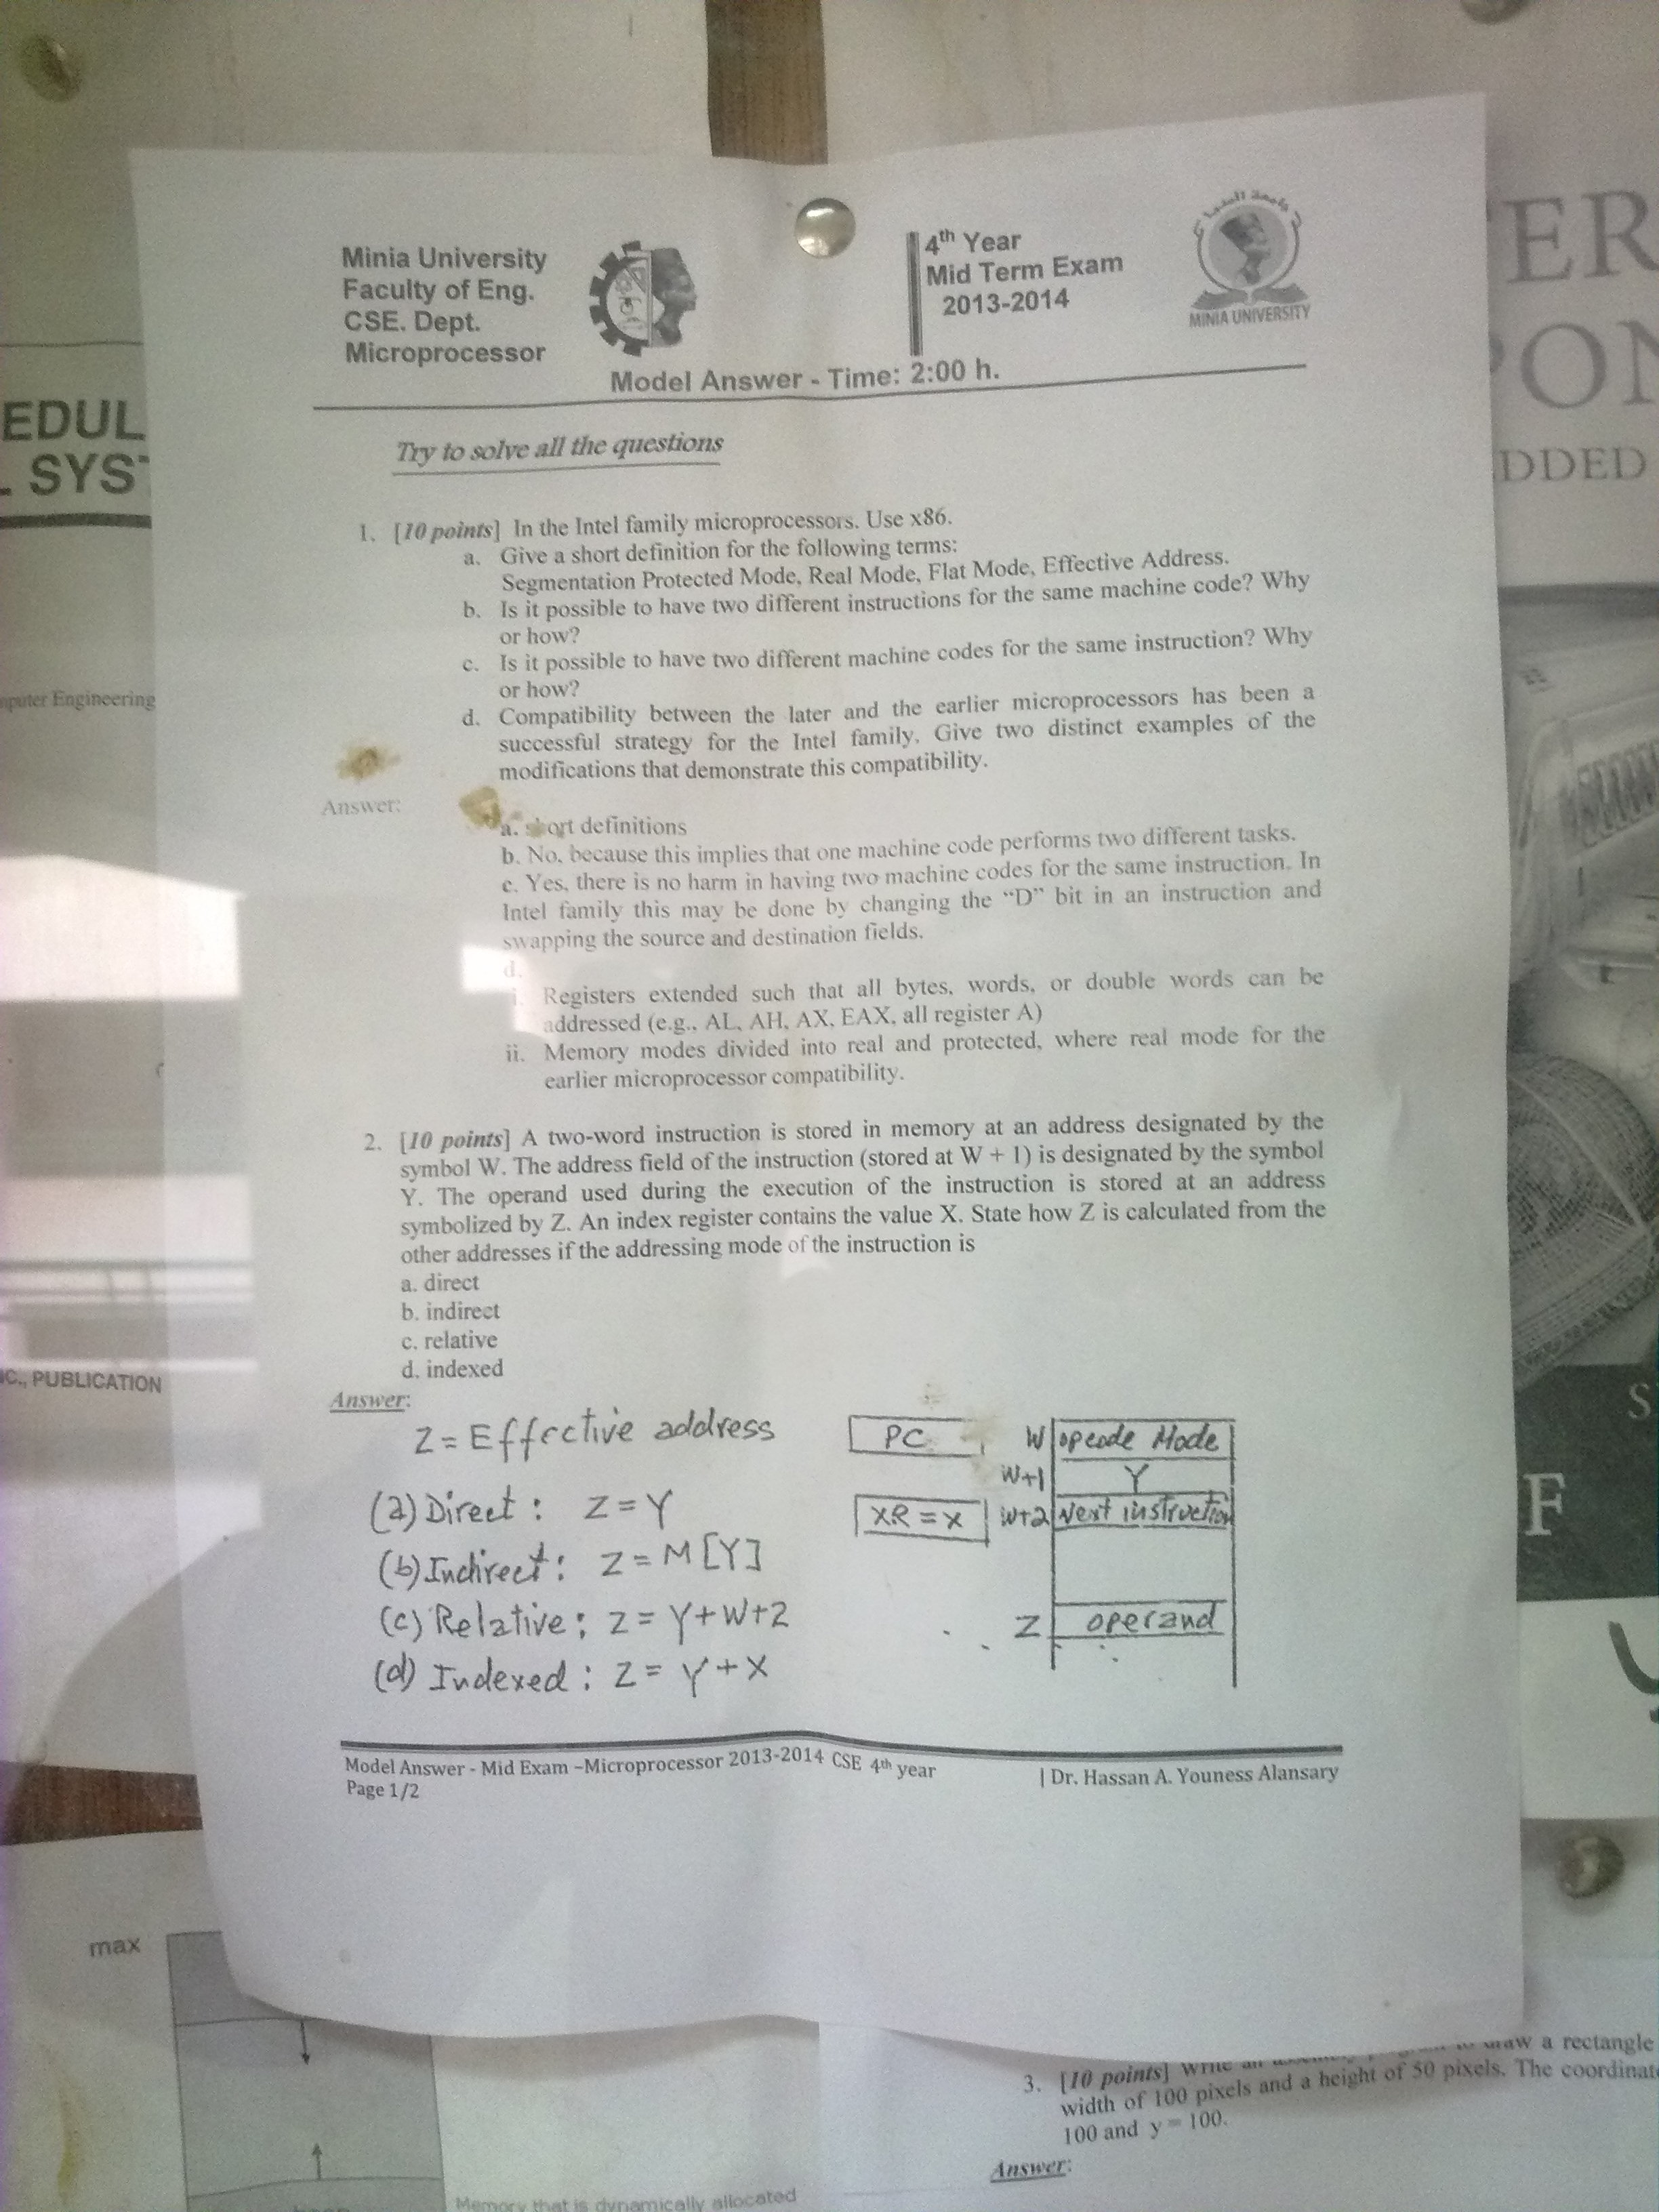 Minia University
Faculty of Eng.
CSE. Dept.
Microprocessor
4th Year
Mid Term Exam
2013-2014
جامعة المنيا
MINIA UNIVERSITY
Model Answer - Time: 2:00 h.
Try to solve all the questions
1. [10 points] In the Intel family microprocessors. Use x86.
a. Give a short definition for the following terms:
Segmentation Protected Mode, Real Mode, Flat Mode, Effective Address.
b. Is it possible to have two different instructions for the same machine code? Why
or how?
c. Is it possible to have two different machine codes for the same instruction? Why
or how?
d. Compatibility between the later and the earlier microprocessors has been a
successful strategy for the Intel family. Give two distinct examples of the
modifications that demonstrate this compatibility.
Answer:
a. short definitions
b. No, because this implies that one machine code performs two different tasks.
c. Yes, there is no harm in having two machine codes for the same instruction. In
Intel family this may be done by changing the “D” bit in an instruction and
swapping the source and destination fields.
d.
i. Registers extended such that all bytes, words, or double words can be
addressed (e.g., AL, AH, AX, EAX, all register A)
ii. Memory modes divided into real and protected, where real mode for the
earlier microprocessor compatibility.
2. [10 points] A two-word instruction is stored in memory at an address designated by the
symbol W. The address field of the instruction (stored at W + 1) is designated by the symbol
Y. The operand used during the execution of the instruction is stored at an address
symbolized by Z. An index register contains the value X. State how Z is calculated from the
other addresses if the addressing mode of the instruction is
a. direct
b. indirect
c. relative
d. indexed
Answer:
Z = Effective address
(a) Direct : Z = Y
(b) Indirect : Z = M[Y]
(c) Relative : Z = Y+W+2
(d) Indexed : Z = Y+X
PC
XR = X
W opcode Mode
W+1 Y
W+2 Next instruction
Z operand
Model Answer - Mid Exam –Microprocessor 2013-2014 CSE 4th year
Page 1/2
| Dr. Hassan A. Youness Alansary
EDUL
SYST
mputer Engineering
C., PUBLICATION
ER
ON
DDED
S
F
max
Memory that is dynamically allocated
3. [10 points] Write an draw a rectangle
width of 100 pixels and a height of 50 pixels. The coordinat
100 and y = 100.
Answer: